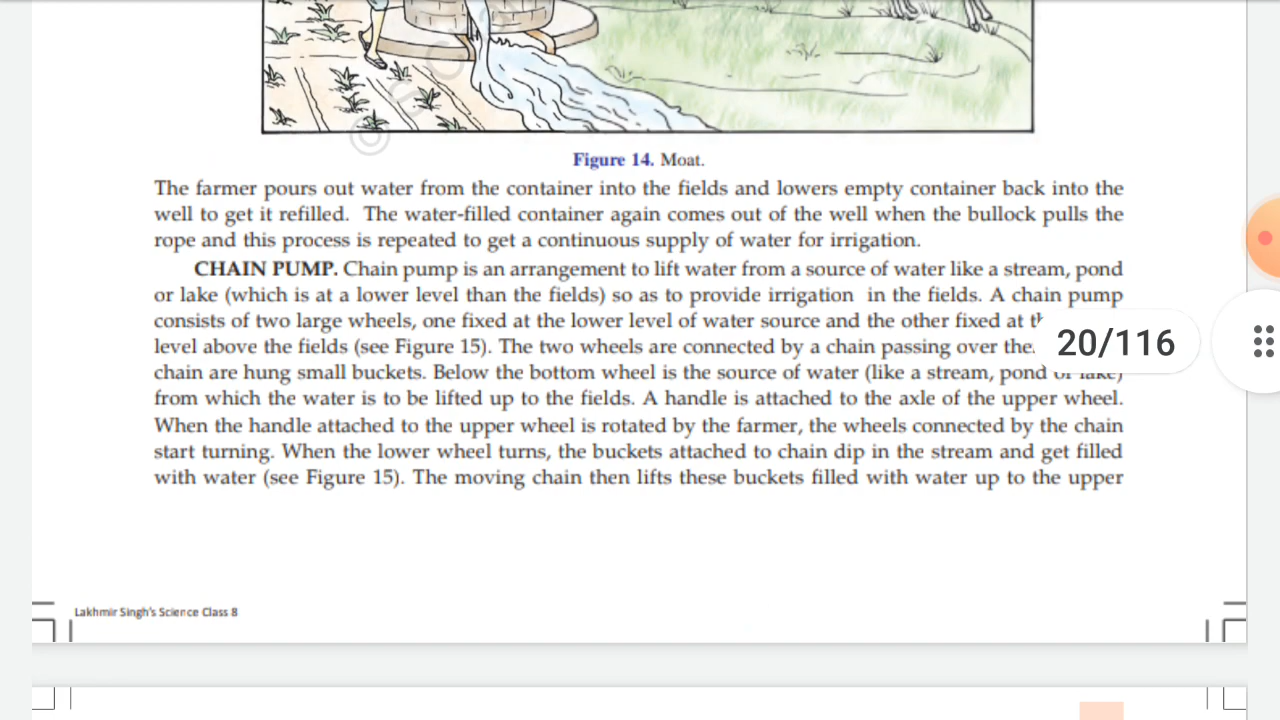 Figure 14. Moat.
The farmer pours out water from the container into the fields and lowers empty container back into the
well to get it refilled. The water-filled container again comes out of the well when the bullock pulls the
rope and this process is repeated to get a continuous supply of water for irrigation.
CHAIN PUMP. Chain pump is an arrangement to lift water from a source of water like a stream, pond
or lake (which is at a lower level than the fields) so as to provide irrigation in the fields. A chain pump
consists of two large wheels, one fixed at the lower level of water source and the other fixed at
level above the fields (see Figure 15). The two wheels are connected by a chain passing over
20/116
chain are hung small buckets. Below the bottom wheel is the source of water (like a stream, pond or lake)
from which the water is to be lifted up to the fields. A handle is attached to the axle of the upper wheel.
When the handle attached to the upper wheel is rotated by the farmer, the wheels connected by the chain
start turning. When the lower wheel turns, the buckets attached to chain dip in the stream and get filled
with water (see Figure 15). The moving chain then lifts these buckets filled with water up to the upper
Lakhmir Singh's Science Class 8